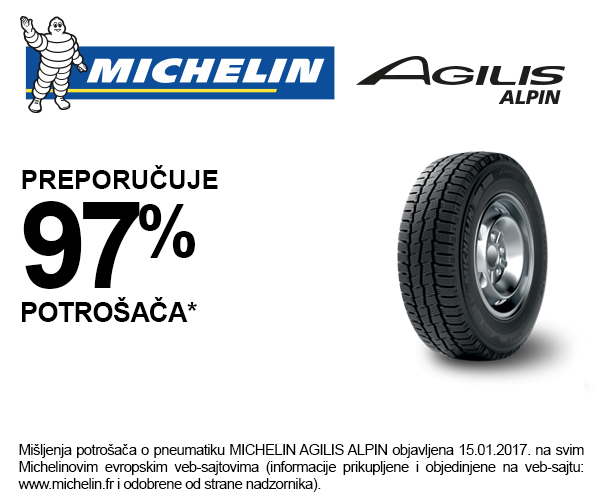 MICHELIN
AGILIS
ALPIN
PREPORUČUJE
97%
POTROŠAČA*
MICHELIN
Mišljenja potrošača o pneumatiku MICHELIN AGILIS ALPIN objavljena 15.01.2017. na svim
Michelinovim evropskim veb-sajtovima (informacije prikupljene i objedinjene na veb-sajtu:
www.michelin.fr i odobrene od strane nadzornika).